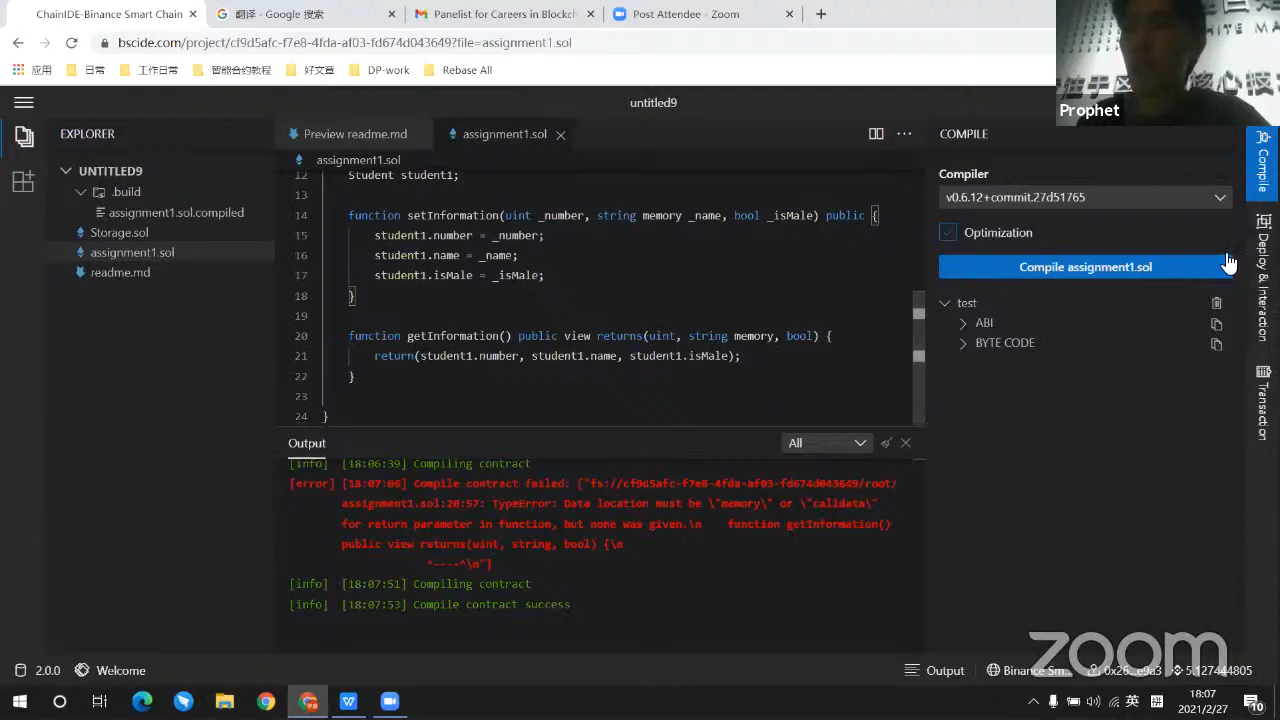 ChainIDE-Binance Smart Chain
翻译 - Google 搜索
Panelist for Careers in Blockch
Post Attendee - Zoom
bscide.com/project/cf9d5afc-f7e8-4fda-af03-fd674d043649?file=assignment1.sol
应用
日常
工作日常
智能合约教程
好文章
DP-work
Rebase All
Prophet
untitled9
EXPLORER
Preview readme.md
assignment1.sol
COMPILE
UNTITLED9
.build
assignment1.sol.compiled
Storage.sol
assignment1.sol
readme.md
assignment1.sol
12 Student student1;
13
14 function setInformation(uint _number, string memory _name, bool _isMale) public {
15 student1.number = _number;
16 student1.name = _name;
17 student1.isMale = _isMale;
18 }
19
20 function getInformation() public view returns(uint, string memory, bool) {
21 return(student1.number, student1.name, student1.isMale);
22 }
23
24 }
Compiler
v0.6.12+commit.27d51765
Optimization
Compile assignment1.sol
test
ABI
BYTE CODE
Compile
Deploy & Interaction
Transaction
Output
All
[info] [18:06:39] Compiling contract
[error] [18:07:06] Compile contract failed: ["fs://cf9d5afc-f7e8-4fda-af03-fd674d043649/root/
assignment1.sol:20:57: TypeError: Data location must be \"memory\" or \"calldata\"
for return parameter in function, but none was given.\n function getInformation()
public view returns(uint, string, bool) {\n
^----^\n"]
[info] [18:07:51] Compiling contract
[info] [18:07:53] Compile contract success
zoom
2.0.0
Welcome
Output
Binance Sm...
0x26...e9a3
5.127444805
英
拼
18:07
2021/2/27
10